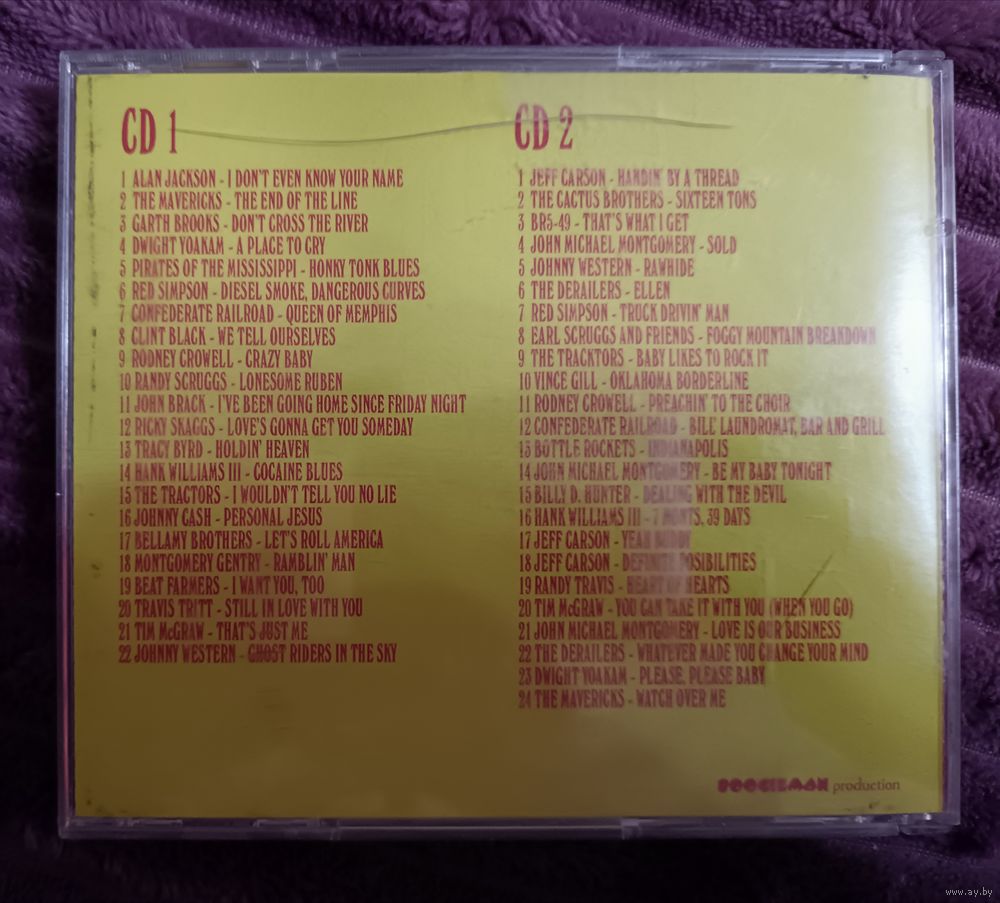 CD 1
1 ALAN JACKSON - I DON'T EVEN KNOW YOUR NAME
2 THE MAVERICKS - THE END OF THE LINE
3 GARTH BROOKS - DON'T CROSS THE RIVER
4 DWIGHT YOAKAM - A PLACE TO CRY
5 PIRATES OF THE MISSISSIPPI - HONKY TONK BLUES
6 RED SIMPSON - DIESEL SMOKE, DANGEROUS CURVES
7 CONFEDERATE RAILROAD - QUEEN OF MEMPHIS
8 CLINT BLACK - WE TELL OURSELVES
9 RODNEY CROWELL - CRAZY BABY
10 RANDY SCRUGGS - LONESOME RUBEN
11 JOHN BRACK - I'VE BEEN GOING HOME SINCE FRIDAY NIGHT
12 RICKY SKAGGS - LOVE'S GONNA GET YOU SOMEDAY
13 TRACY BYRD - HOLDIN' HEAVEN
14 HANK WILLIAMS III - COCAINE BLUES
15 THE TRACTORS - I WOULDN'T TELL YOU NO LIE
16 JOHNNY CASH - PERSONAL JESUS
17 BELLAMY BROTHERS - LET'S ROLL AMERICA
18 MONTGOMERY GENTRY - RAMBLIN' MAN
19 BEAT FARMERS - I WANT YOU, TOO
20 TRAVIS TRITT - STILL IN LOVE WITH YOU
21 TIM McGRAW - THAT'S JUST ME
22 JOHNNY WESTERN - GHOST RIDERS IN THE SKY
CD 2
1 JEFF CARSON - HANDIN' BY A THREAD
2 THE CACTUS BROTHERS - SIXTEEN TONS
3 BR5-49 - THAT'S WHAT I GET
4 JOHN MICHAEL MONTGOMERY - SOLD
5 JOHNNY WESTERN - RAWHIDE
6 THE DERAILERS - ELLEN
7 RED SIMPSON - TRUCK DRIVIN' MAN
8 EARL SCRUGGS AND FRIENDS - FOGGY MOUNTAIN BREAKDOWN
9 THE TRACKTORS - BABY LIKES TO ROCK IT
10 VINCE GILL - OKLAHOMA BORDERLINE
11 RODNEY CROWELL - PREACHIN' TO THE CHOIR
12 CONFEDERATE RAILROAD - BILL' LAUNDROMAT, BAR AND GRILL
13 BOTTLE ROCKETS - INDIANAPOLIS
14 JOHN MICHAEL MONTGOMERY - BE MY BABY TONIGHT
15 BILLY D. HUNTER - DEALING WITH THE DEVIL
16 HANK WILLIAMS III - 7 MONTS, 39 DAYS
17 JEFF CARSON - YEAH BUDDY
18 JEFF CARSON - DEFINITE POSIBILITIES
19 RANDY TRAVIS - HEART OF HEARTS
20 TIM McGRAW - YOU CAN TAKE IT WITH YOU (WHEN YOU GO)
21 JOHN MICHAEL MONTGOMERY - LOVE IS OUR BUSINESS
22 THE DERAILERS - WHATEVER MADE YOU CHANGE YOUR MIND
23 DWIGHT YOAKAM - PLEASE, PLEASE BABY
24 THE MAVERICKS - WATCH OVER ME
BOOGIEMAN production
www.ay.by